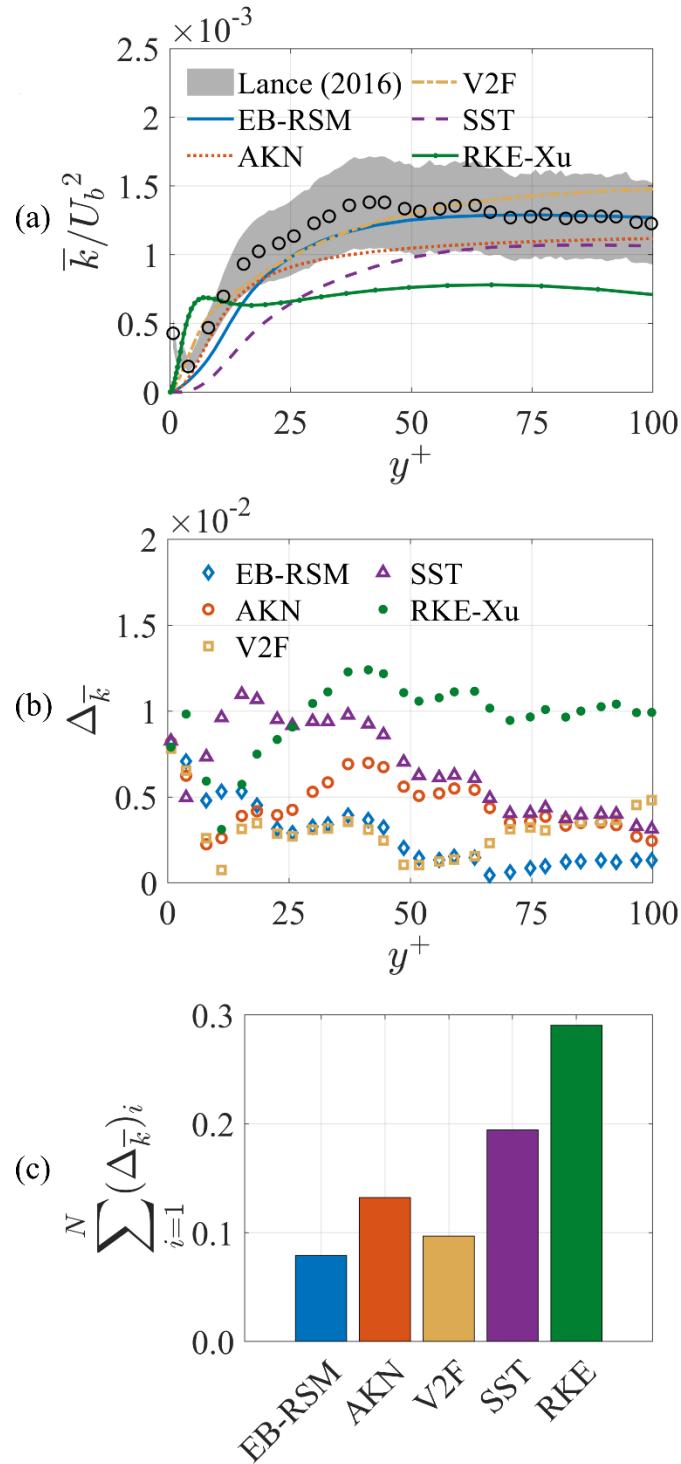 ×10⁻³
2.5
2
1.5
1
0.5
0
Lance (2016)
EB-RSM
AKN
V2F
SST
RKE-Xu
(a)
k̅/U_b²
0 25 50 75 100
y⁺
×10⁻²
2
1.5
1
0.5
0
EB-RSM
AKN
V2F
SST
RKE-Xu
(b)
Δ_k̅
0 25 50 75 100
y⁺
0.3
0.2
0.1
0.0
(c)
N
∑(Δ_k̅)_i
i=1
EB-RSM AKN V2F SST RKE